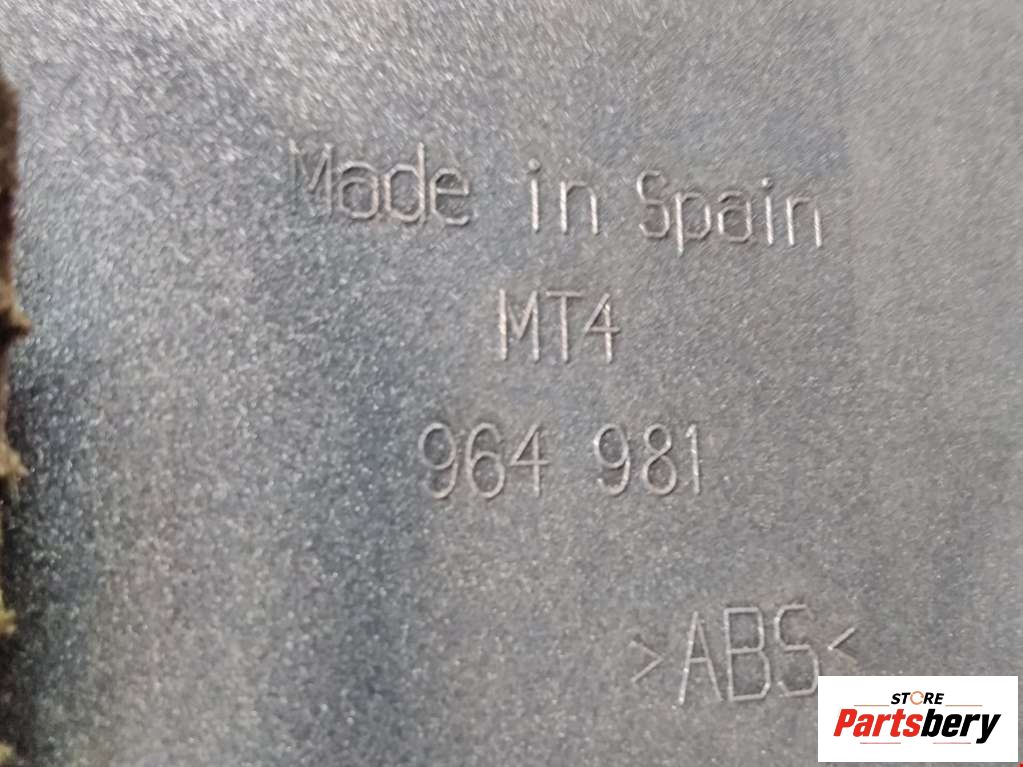 Made in Spain
MT4
964 981
>ABS<
STORE
Partsbery